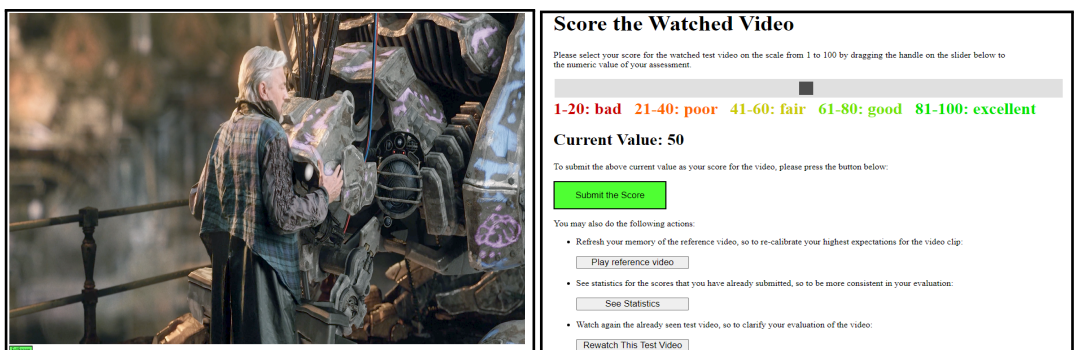 Score the Watched Video
Please select your score for the watched test video on the scale from 1 to 100 by dragging the handle on the slider below to
the numeric value of your assessment.
1-20: bad 21-40: poor 41-60: fair 61-80: good 81-100: excellent
Current Value: 50
To submit the above current value as your score for the video, please press the button below:
Submit the Score
You may also do the following actions:
• Refresh your memory of the reference video, so to re-calibrate your highest expectations for the video clip:
Play reference video
• See statistics for the scores that you have already submitted, so to be more consistent in your evaluation:
See Statistics
• Watch again the already seen test video, so to clarify your evaluation of the video:
Rewatch This Test Video